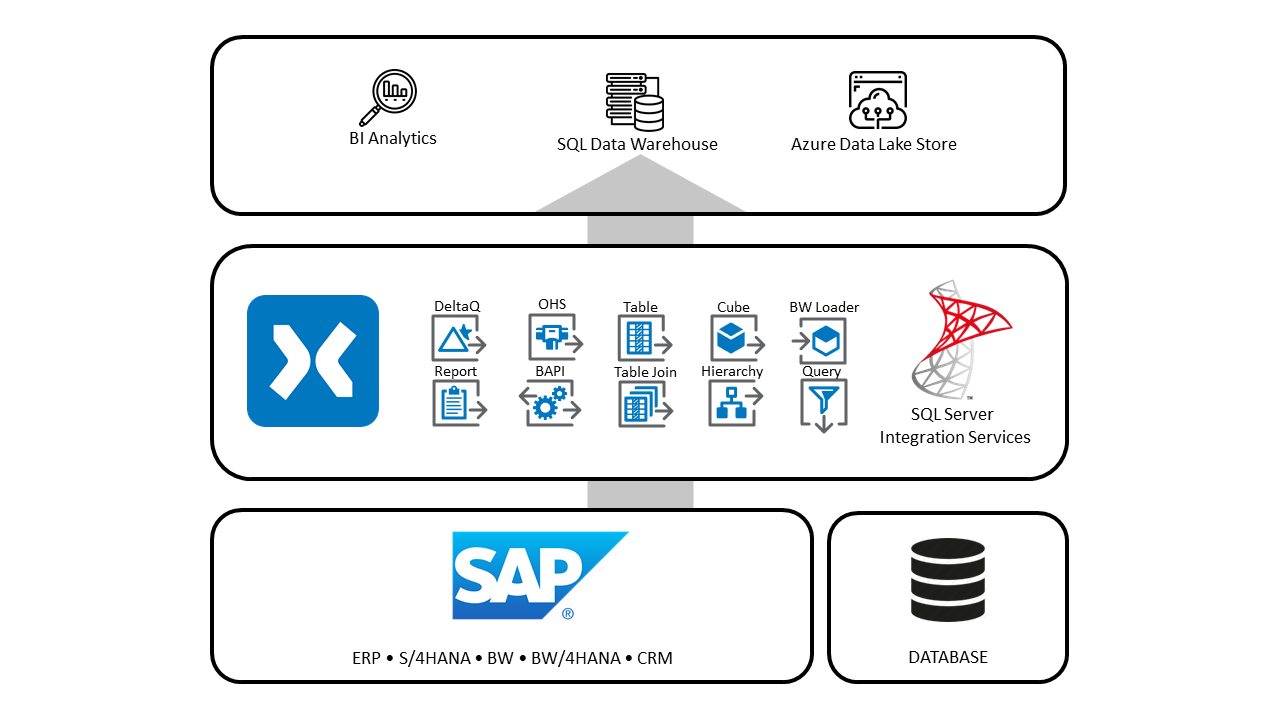 BI Analytics
SQL Data Warehouse
Azure Data Lake Store
DeltaQ
OHS
Table
Cube
BW Loader
Report
BAPI
Table Join
Hierarchy
Query
TM
SQL Server
Integration Services
SAP
®
ERP • S/4HANA • BW • BW/4HANA • CRM
DATABASE